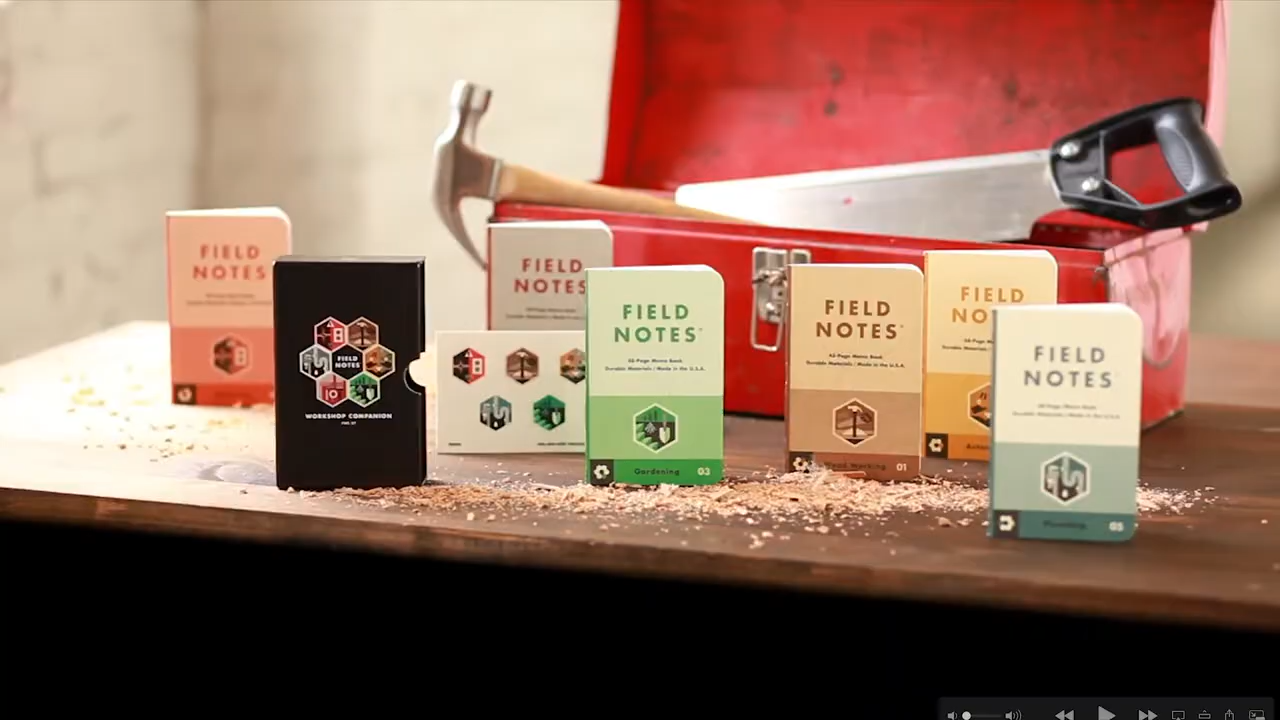 FIELD
NOTES
FIELD
NOTES
WORKSHOP COMPANION
FIELD
NOTES
FIELD
NOTES
48-Page Memo Book
Durable Materials / Made in the U.S.A.
Gardening 03
FIELD
NOTES
48-Page Memo Book
Durable Materials / Made in the U.S.A.
Wood Working 01
FIELD
NOTES
FIELD
NOTES
48-Page Memo Book
Durable Materials / Made in the U.S.A.
Plumbing 05